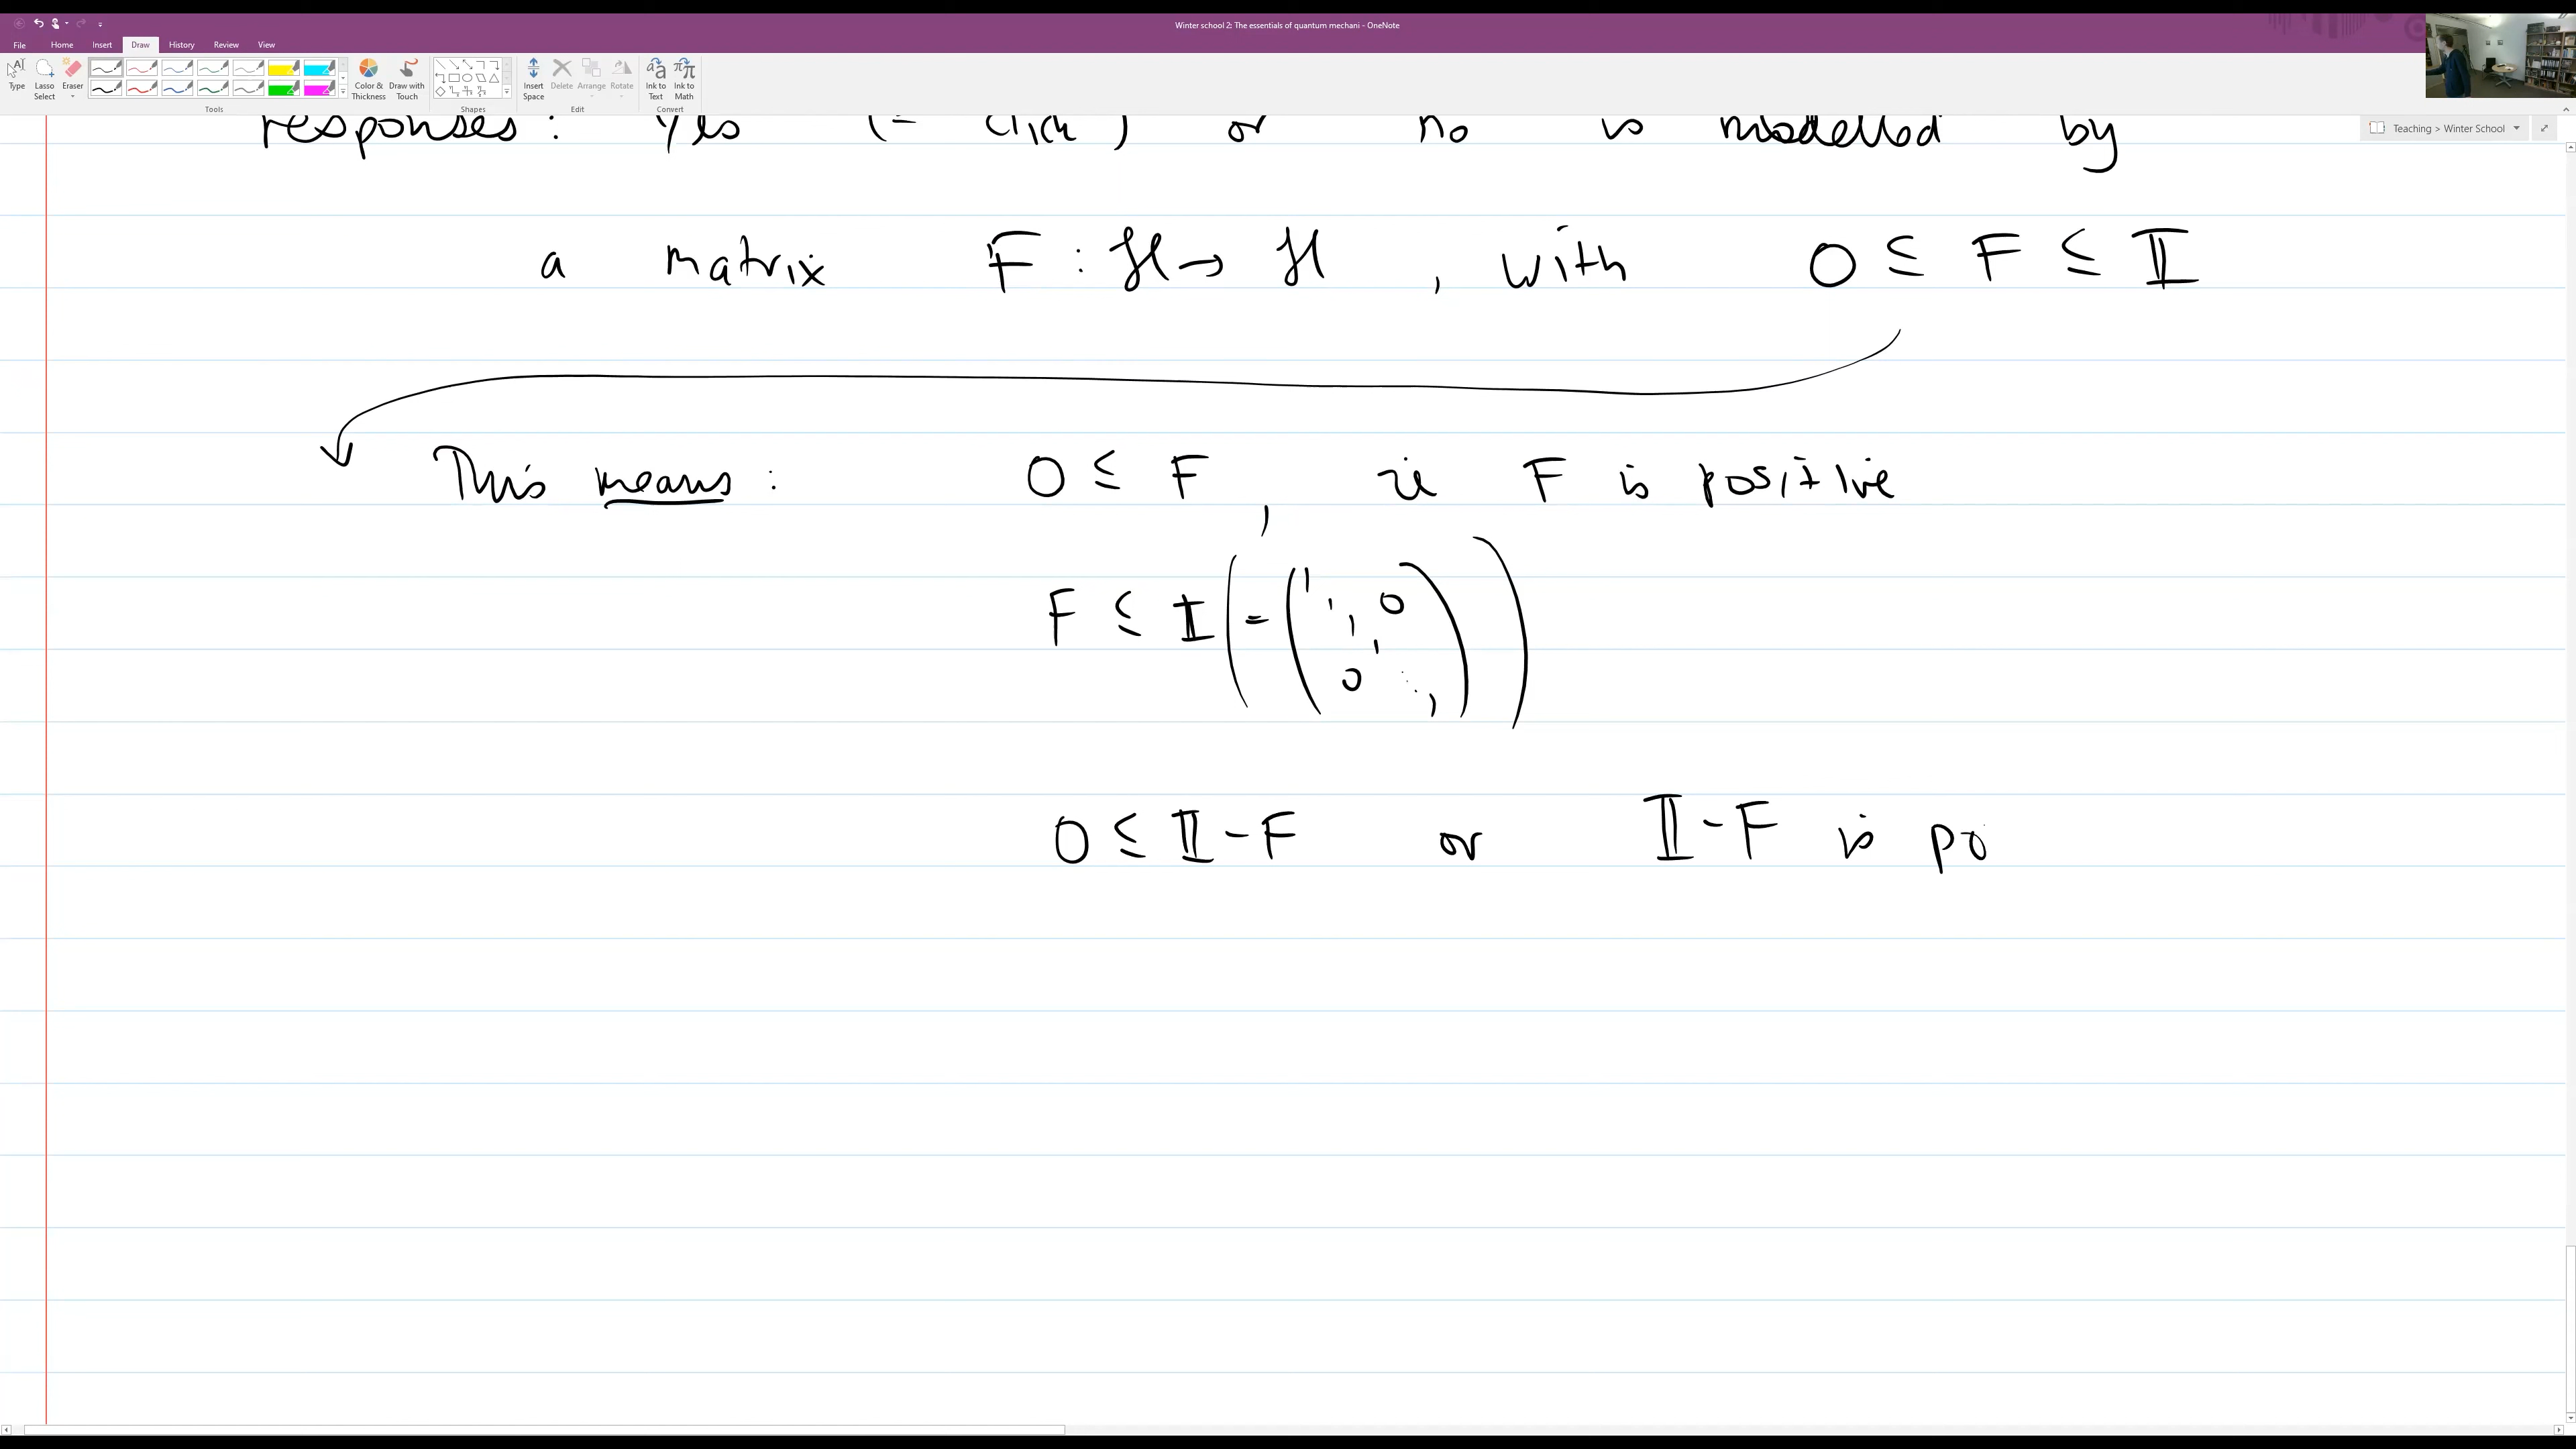 Winter school 2: The essentials of quantum mechani - OneNote
File Home Insert Draw History Review View
Type Lasso Select Eraser Color & Thickness Draw with Touch Insert Space Delete Arrange Rotate Ink to Text Ink to Math
Tools Shapes Edit Convert
Teaching > Winter School
responses: Yes (= click) or no is modelled by
a matrix F : ℋ → ℋ , with 0 ≤ F ≤ 𝕀
This means : 0 ≤ F , ie F is positive
F ≤ 𝕀 ( = ( 1 1 1 1 ⋱ 1 0 0 ) )
0 ≤ 𝕀 - F or 𝕀 - F is po